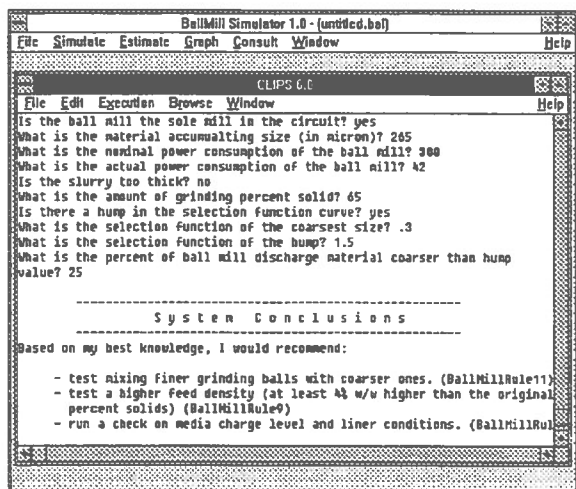 BallMill Simulator 1.0 - (untitled.bal)
File Simulate Estimate Graph Consult Window Help
CLIPS 6.0
File Edit Execution Browse Window Help
Is the ball mill the sole mill in the circuit? yes
What is the material accumualting size (in micron)? 265
What is the nominal power consumption of the ball mill? 300
What is the actual power consumption of the ball mill? 42
Is the slurry too thick? no
What is the amount of grinding percent solid? 65
Is there a hump in the selection function curve? yes
What is the selection function of the coarsest size? .3
What is the selection function of the hump? 1.5
What is the percent of ball mill discharge material coarser than hump
value? 25
System Conclusions
Based on my best knowledge, I would recommend:
- test mixing finer grinding balls with coarser ones. (BallMillRule11)
- test a higher feed density (at least 4% w/w higher than the original
percent solids) (BallMillRule9)
- run a check on media charge level and liner conditions. (BallMillRul